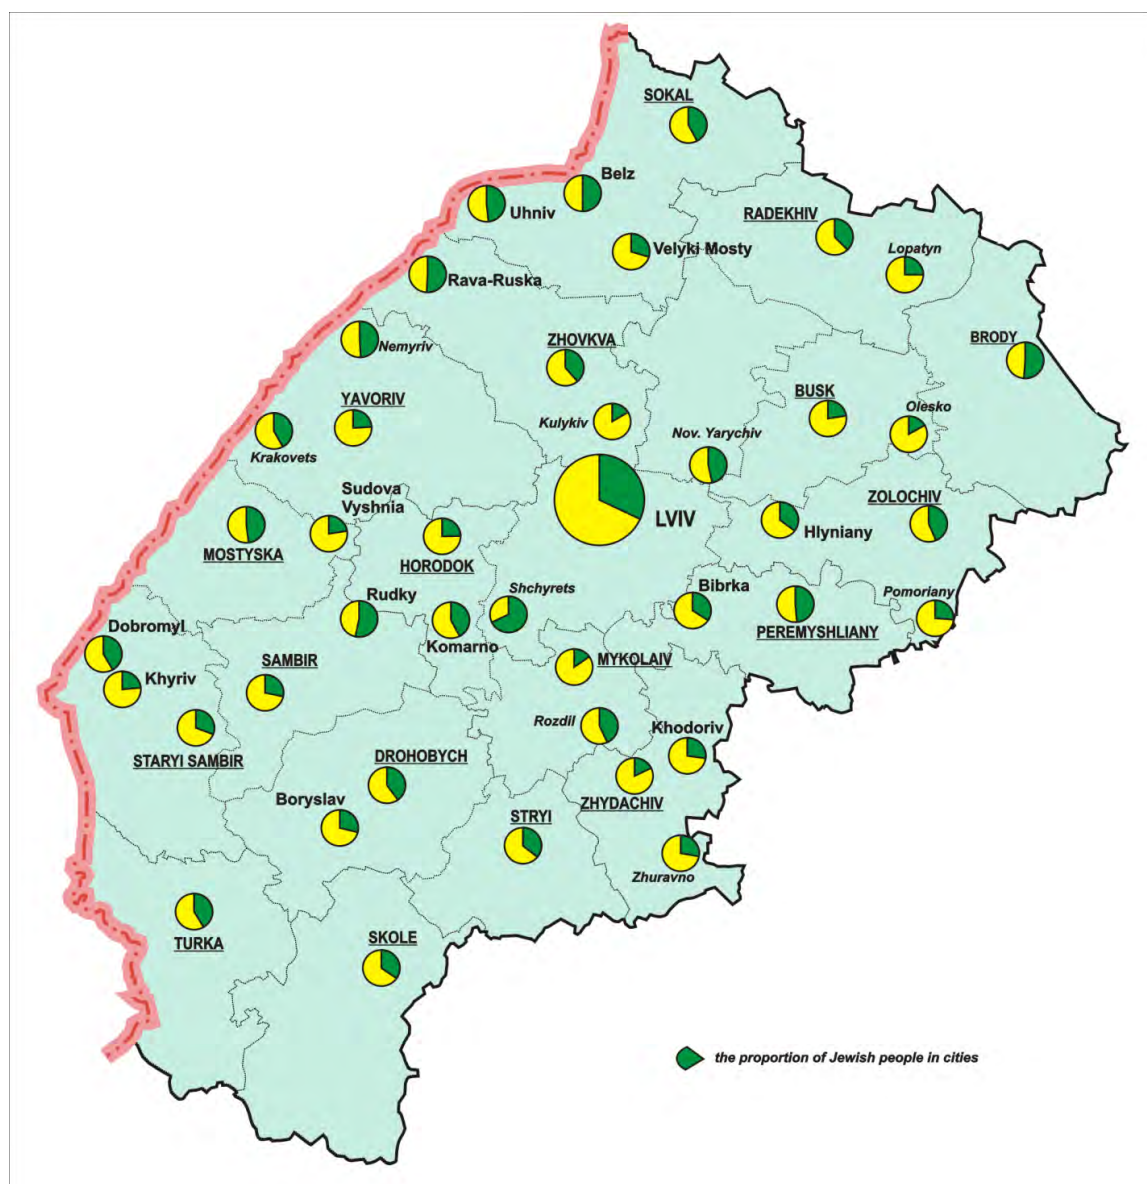 SOKAL
Belz
Uhniv
RADEKHIV
Velyki Mosty
Lopatyn
Rava-Ruska
BRODY
Nemyriv
ZHOVKVA
BUSK
YAVORIV
Olesko
Kulykiv
Nov. Yarychiv
Krakovets
Sudova
Vyshnia
ZOLOCHIV
LVIV
Hlyniany
MOSTYSKA
HORODOK
Shchyrets
Bibrka
Rudky
Pomoriany
Dobromyl
PEREMYSHLIANY
Komarno
SAMBIR
MYKOLAIV
Khyriv
Rozdil
Khodoriv
STARYI SAMBIR
DROHOBYCH
ZHYDACHIV
Boryslav
STRYI
Zhuravno
TURKA
SKOLE
the proportion of Jewish people in cities